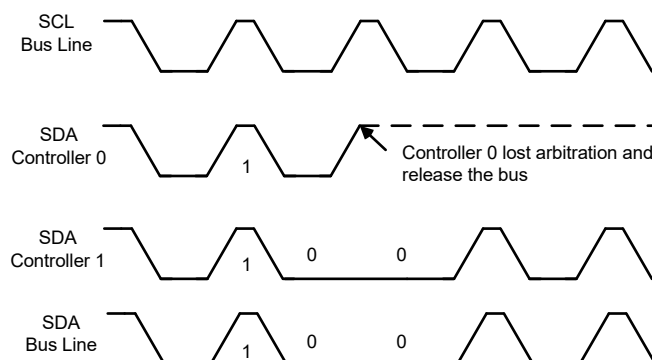 SCL
Bus Line
SDA
Controller 0
1
Controller 0 lost arbitration and
release the bus
SDA
Controller 1
1
0
0
SDA
Bus Line
1
0
0